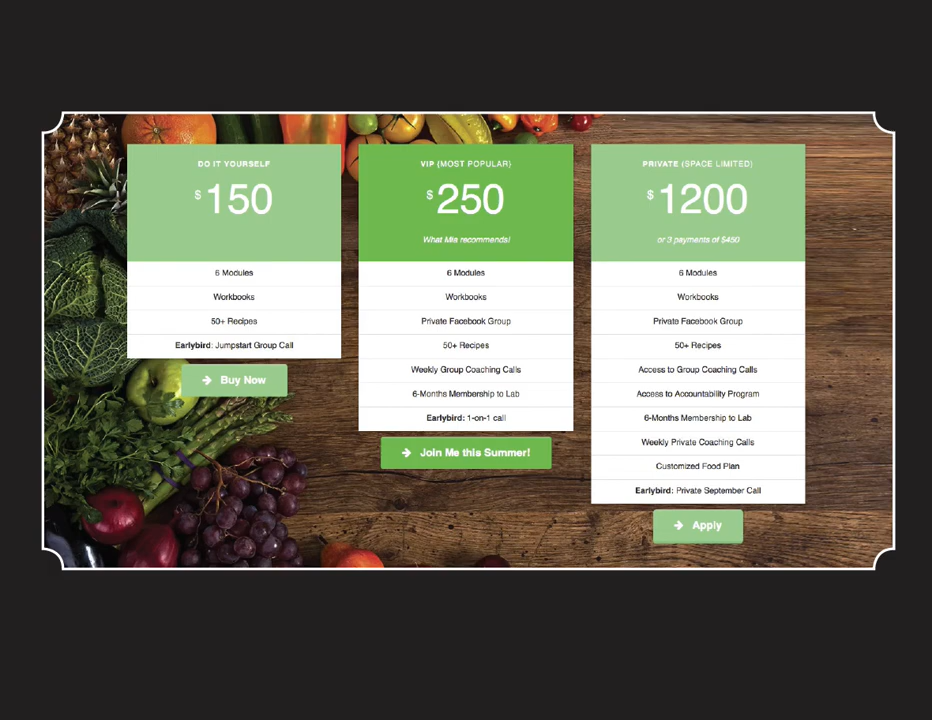 DO IT YOURSELF
$150
6 Modules
Workbooks
50+ Recipes
Earlybird: Jumpstart Group Call
→ Buy Now
VIP (MOST POPULAR)
$250
What Mie recommends!
6 Modules
Workbooks
Private Facebook Group
50+ Recipes
Weekly Group Coaching Calls
6-Months Membership to Lab
Earlybird: 1-on-1 call
→ Join Me this Summer!
PRIVATE (SPACE LIMITED)
$1200
or 3 payments of $450
6 Modules
Workbooks
Private Facebook Group
50+ Recipes
Access to Group Coaching Calls
Access to Accountability Program
6-Months Membership to Lab
Weekly Private Coaching Calls
Customized Food Plan
Earlybird: Private September Call
→ Apply